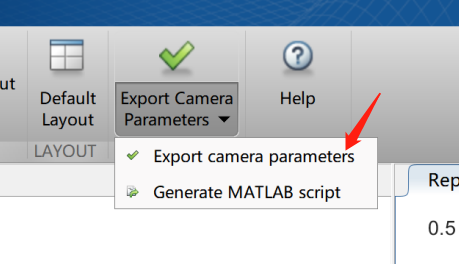 ut
Default
Layout
Export Camera
Parameters
Help
LAYOUT
Export camera parameters
Generate MATLAB script
Rep
0.5